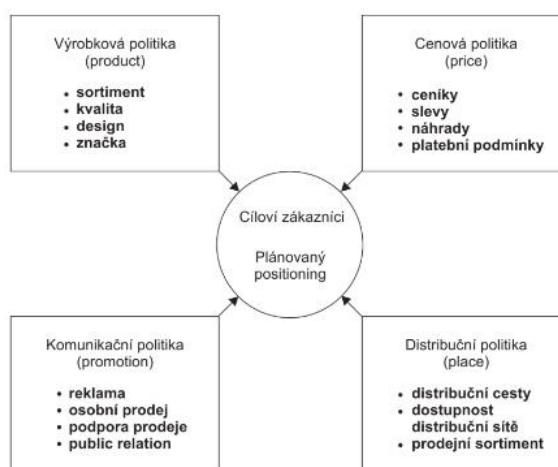 Výrobková politika
(product)
• sortiment
• kvalita
• design
• značka
Cenová politika
(price)
• ceníky
• slevy
• náhrady
• platební podmínky
Cíloví zákazníci
Plánovaný
positioning
Komunikační politika
(promotion)
• reklama
• osobní prodej
• podpora prodeje
• public relation
Distribuční politika
(place)
• distribuční cesty
• dostupnost
distribuční sítě
• prodejní sortiment